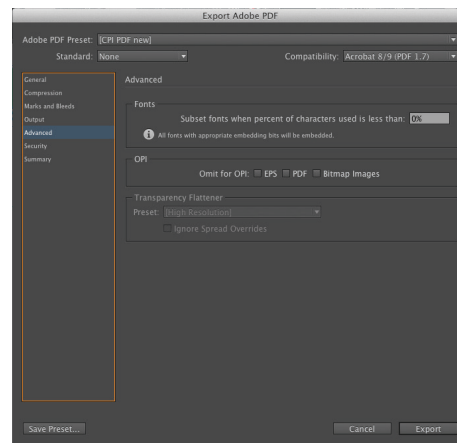 Export Adobe PDF
Adobe PDF Preset: [CPI PDF new]
Standard: None
Compatibility: Acrobat 8/9 (PDF 1.7)
General
Compression
Marks and Bleeds
Output
Advanced
Security
Summary
Advanced
Fonts
Subset fonts when percent of characters used is less than: 0%
All fonts with appropriate embedding bits will be embedded.
OPI
Omit for OPI: EPS PDF Bitmap Images
Transparency Flattener
Preset: [High Resolution]
Ignore Spread Overrides
Save Preset...
Cancel
Export